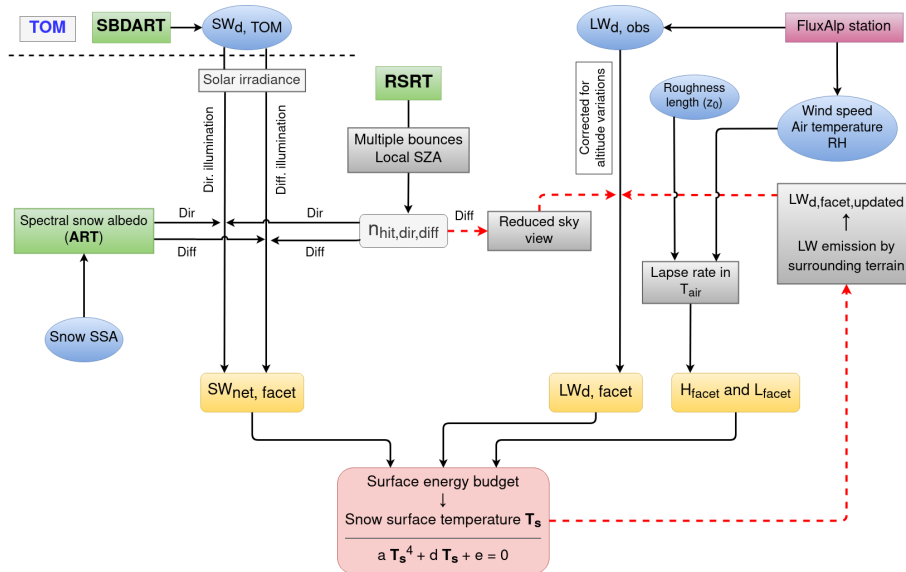 TOM
SBDART
SWd, TOM
LWd, obs
FluxAlp station
Solar irradiance
RSRT
Roughness
length (z0)
Wind speed
Air temperature
RH
Corrected for
altitude variations
Dir. illumination
Diff. illumination
Multiple bounces
Local SZA
Spectral snow albedo
(ART)
Dir
Dir
Diff
Diff
nhit,dir,diff
Diff
Reduced sky
view
LWd,facet,updated
↑
LW emission by
surrounding terrain
Lapse rate in
Tair
Snow SSA
SWnet, facet
LWd, facet
Hfacet and Lfacet
Surface energy budget
↓
Snow surface temperature Ts
a Ts⁴ + d Ts + e = 0